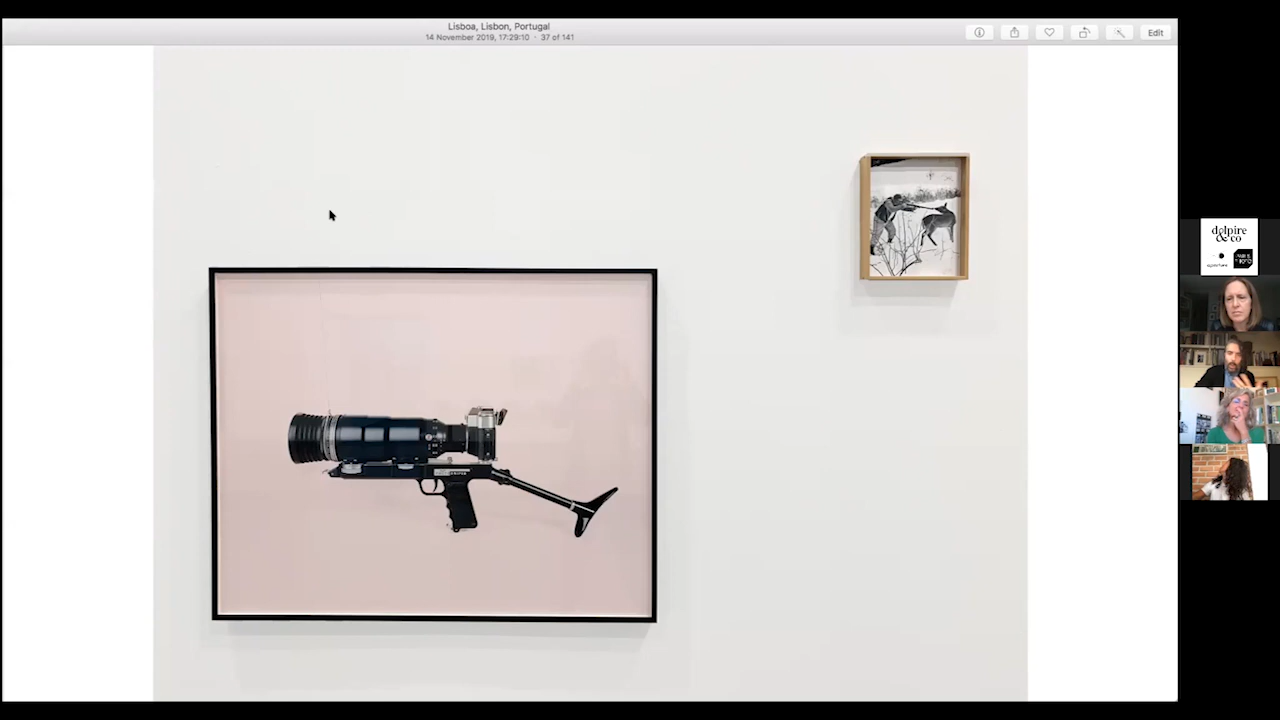 Lisboa, Lisbon, Portugal
14 November 2019, 17:29:10 · 37 of 141
Edit
delpire
& co